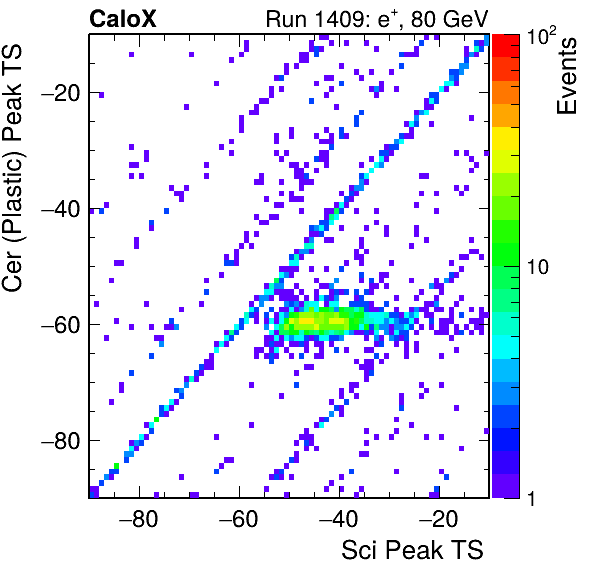 CaloX Run 1409: e⁺, 80 GeV
Cer (Plastic) Peak TS
−20
−40
−60
−80
−80 −60 −40 −20
Sci Peak TS
10²
10
1
Events